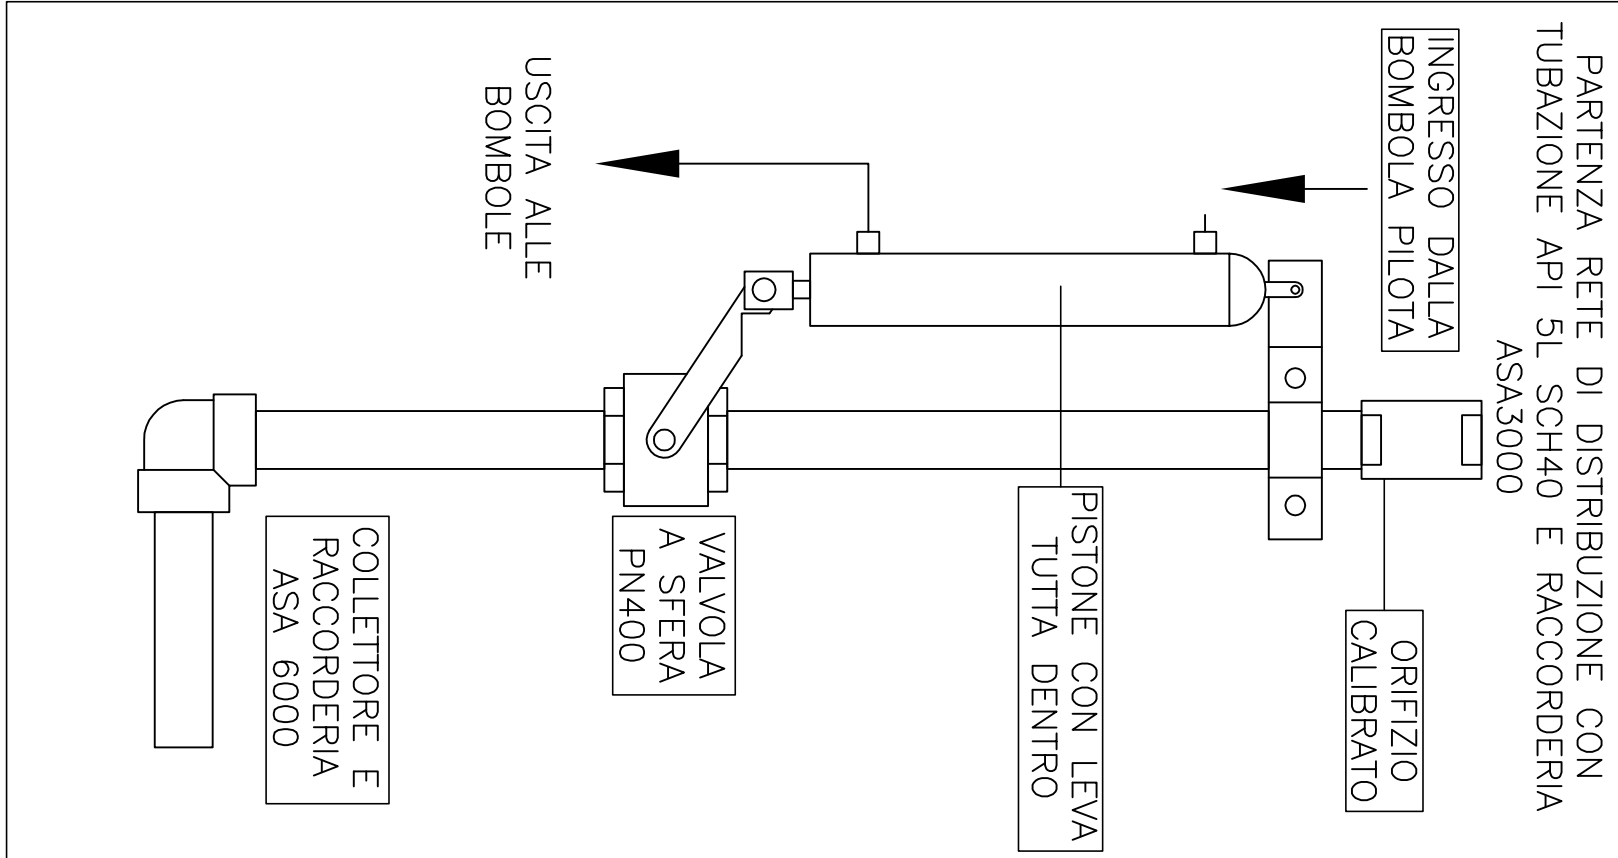 PARTENZA RETE DI DISTRIBUZIONE CON
TUBAZIONE API 5L SCH40 E RACCORDERIA
ASA3000
INGRESSO DALLA
BOMBOLA PILOTA
ORIFIZIO
CALIBRATO
PISTONE CON LEVA
TUTTA DENTRO
VALVOLA
A SFERA
PN400
USCITA ALLE
BOMBOLE
COLLETTORE E
RACCORDERIA
ASA 6000